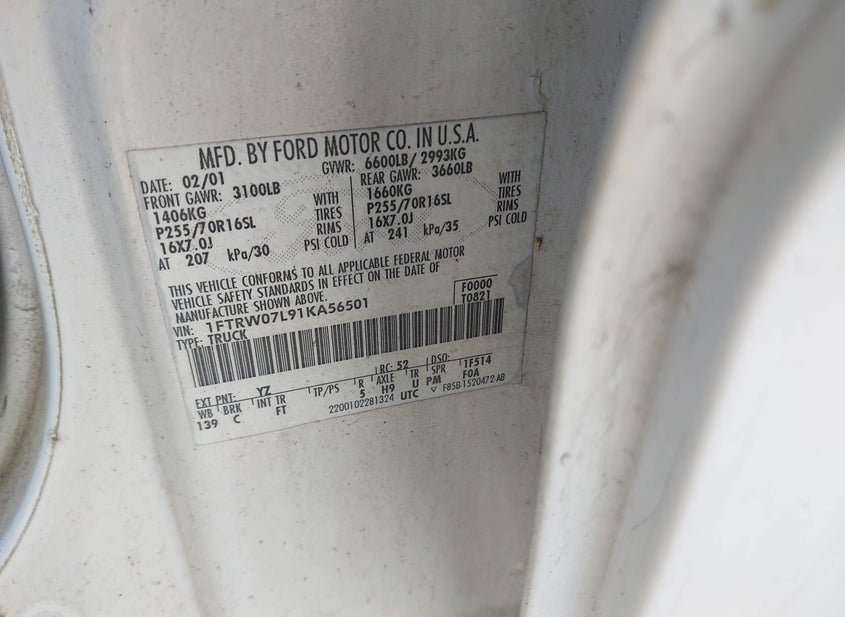 MFD. BY FORD MOTOR CO. IN U.S.A.
DATE: 02/01 GVWR: 6600LB/ 2993KG
FRONT GAWR: 3100LB REAR GAWR: 3660LB
1406KG WITH 1660KG WITH
P255/70R16SL TIRES P255/70R16SL TIRES
16X7.0J RIMS 16X7.0J RIMS
AT 207 kPa/30 PSI COLD AT 241 kPa/35 PSI COLD
THIS VEHICLE CONFORMS TO ALL APPLICABLE FEDERAL MOTOR
VEHICLE SAFETY STANDARDS IN EFFECT ON THE DATE OF
MANUFACTURE SHOWN ABOVE.
VIN: 1FTRW07L91KA56501 F0000
TYPE: TRUCK T0821
EXT PNT: YZ RC: 52 DSO: 1F514
WB BRK INT TR TP/PS R AXLE TR SPR
139 C FT 5 H9 U PM F0A
2200102281324 UTC F85B-1520472-AB